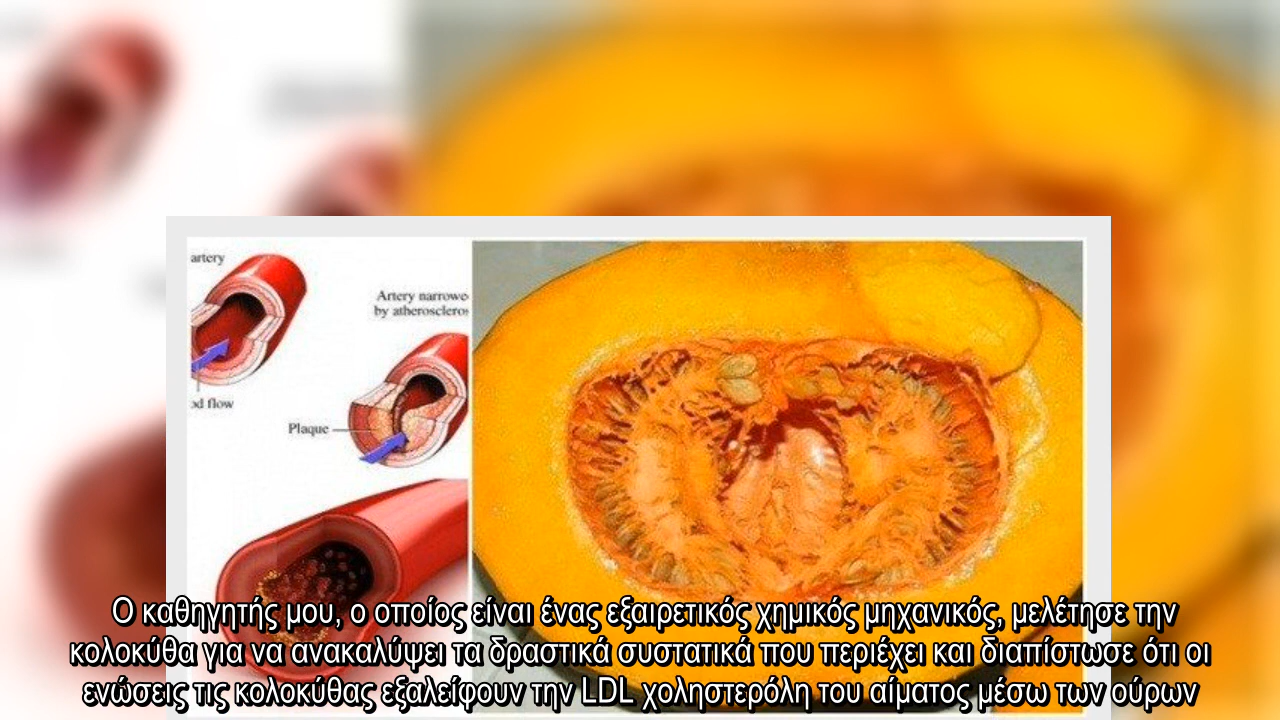 artery
Artery narrowe
by atheroscleros
od flow
Plaque
Ο καθηγητής μου, ο οποίος είναι ένας εξαιρετικός χημικός μηχανικός, μελέτησε την
κολοκύθα για να ανακαλύψει τα δραστικά συστατικά που περιέχει και διαπίστωσε ότι οι
ενώσεις τις κολοκύθας εξαλείφουν την LDL χοληστερόλη του αίματος μέσω των ούρων